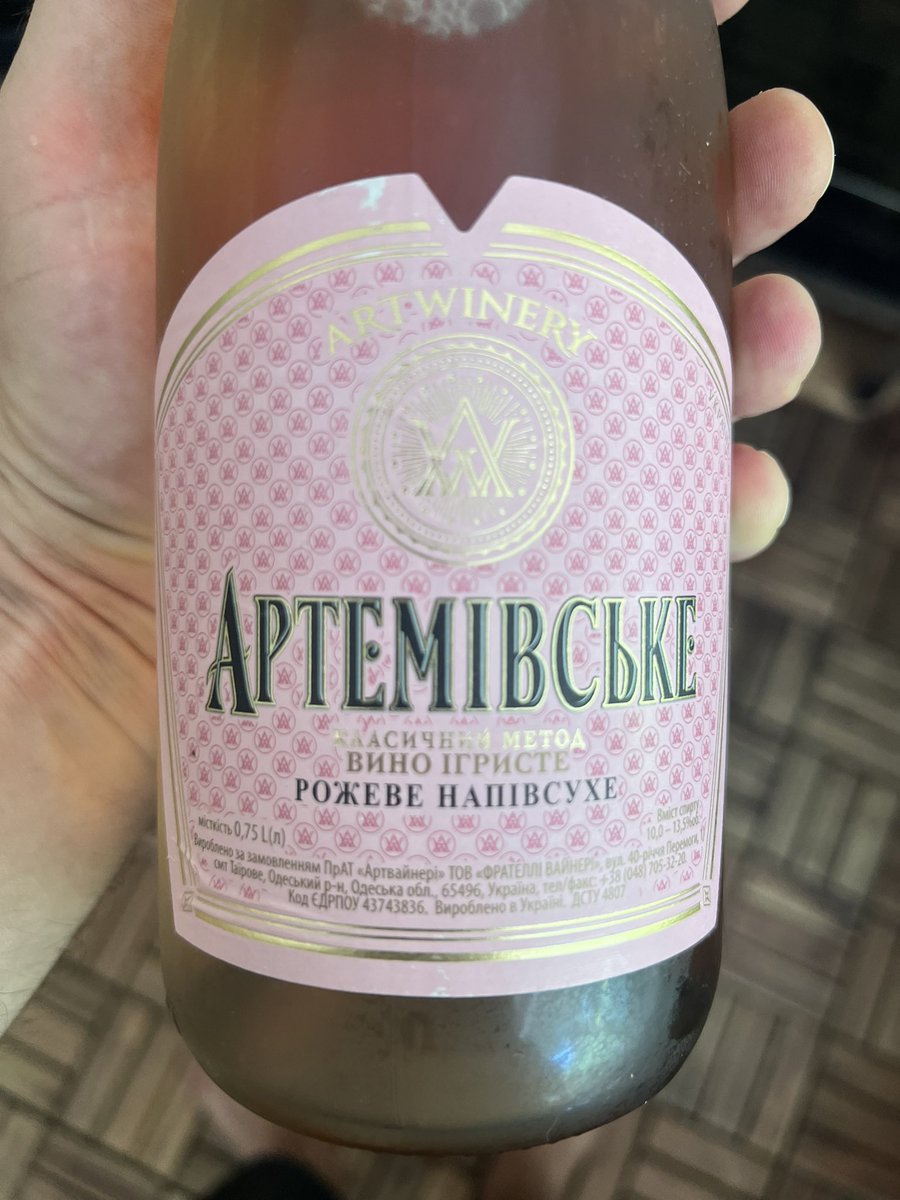 ARTWINERY
АРТЕМІВСЬКЕ
КЛАСИЧНИЙ МЕТОД
ВИНО ІГРИСТЕ
РОЖЕВЕ НАПІВСУХЕ
місткість 0,75 L(л)
Вміст спирту
10,0 – 13,5%об.
Вироблено за замовленням ПрАТ «Артвайнері» ТОВ «ФРАТЕЛЛІ ВАЙНЕРІ», вул. 40-річчя Перемоги, 1/
смт Таїрове, Одеський р-н, Одеська обл., 65496, Україна, тел/факс: +38 (048) 705-32-20.
Код ЄДРПОУ 43743836. Вироблено в Україні. ДСТУ 4807